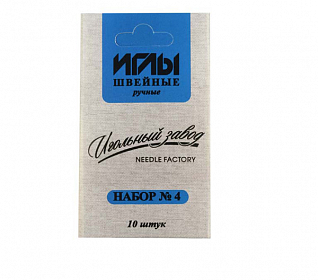 ИГЛЫ
ШВЕЙНЫЕ
ручные
Игольный завод
NEEDLE FACTORY
НАБОР № 4
10 штук